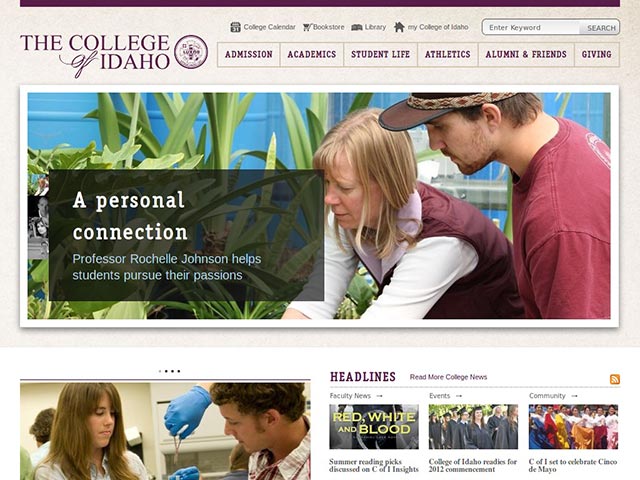 College Calendar
Bookstore
Library
my College of Idaho
Enter Keyword
SEARCH
THE COLLEGE
of IDAHO
ADMISSION
ACADEMICS
STUDENT LIFE
ATHLETICS
ALUMNI & FRIENDS
GIVING
A personal
connection
Professor Rochelle Johnson helps
students pursue their passions
HEADLINES
Read More College News
Faculty News →
Events →
Community →
RED, WHITE
AND
BLOOD
Summer reading picks
discussed on C of I Insights
College of Idaho readies for
2012 commencement
C of I set to celebrate Cinco
de Mayo